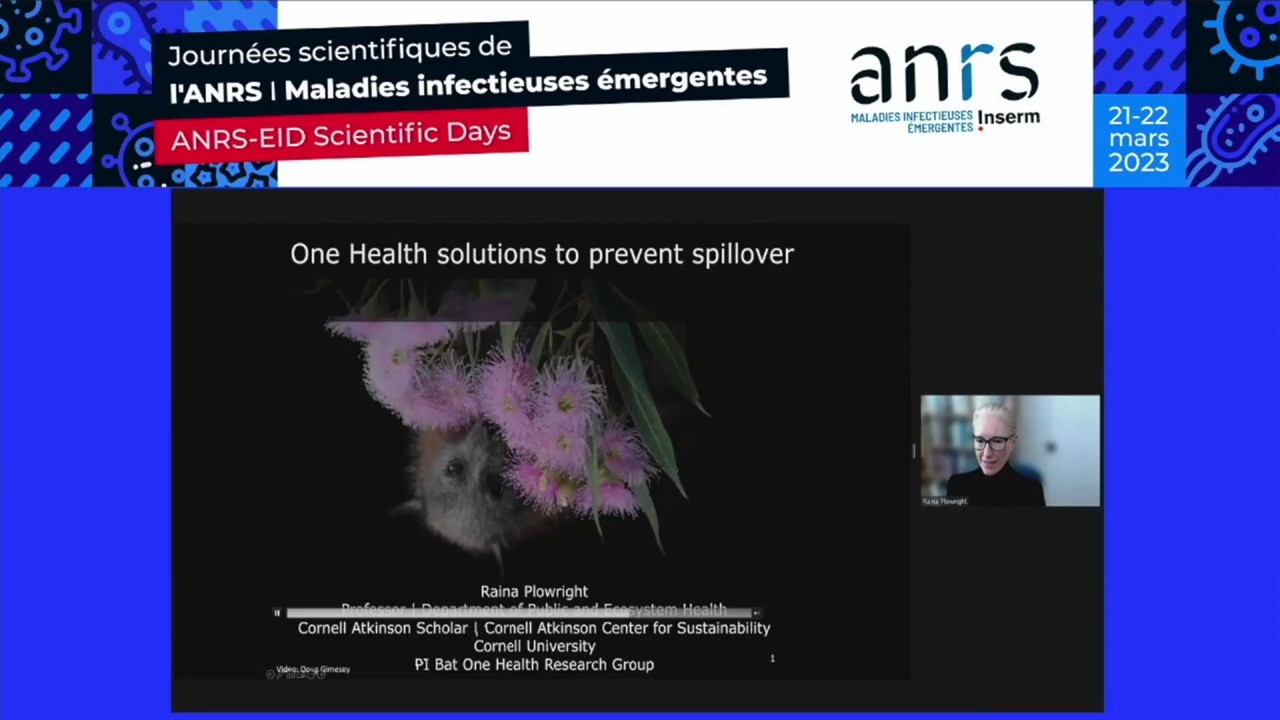 Journées scientifiques de
l'ANRS | Maladies infectieuses émergentes
ANRS-EID Scientific Days
anrs
MALADIES INFECTIEUSES
ÉMERGENTES
Inserm
21-22
mars
2023
One Health solutions to prevent spillover
Raina Plowright
Professor | Department of Public and Ecosystem Health
Cornell Atkinson Scholar | Cornell Atkinson Center for Sustainability
Cornell University
PI Bat One Health Research Group
Video: Doug Gimesey
1
Raina Plowright